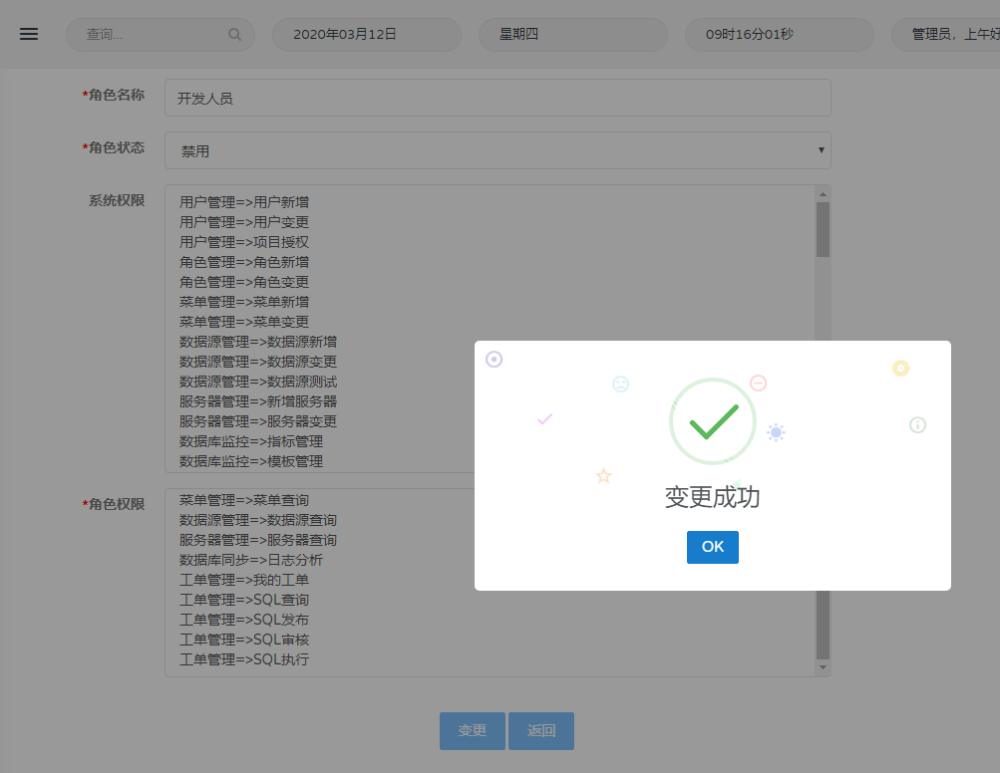 查询...
2020年03月12日
星期四
09时16分01秒
管理员，上午好
*角色名称
开发人员
*角色状态
禁用
系统权限
用户管理=>用户新增
用户管理=>用户变更
用户管理=>项目授权
角色管理=>角色新增
角色管理=>角色变更
菜单管理=>菜单新增
菜单管理=>菜单变更
数据源管理=>数据源新增
数据源管理=>数据源变更
数据源管理=>数据源测试
服务器管理=>新增服务器
服务器管理=>服务器变更
数据库监控=>指标管理
数据库监控=>模板管理
*角色权限
菜单管理=>菜单查询
数据源管理=>数据源查询
服务器管理=>服务器查询
数据库同步=>日志分析
工单管理=>我的工单
工单管理=>SQL查询
工单管理=>SQL发布
工单管理=>SQL审核
工单管理=>SQL执行
变更成功
OK
变更
返回